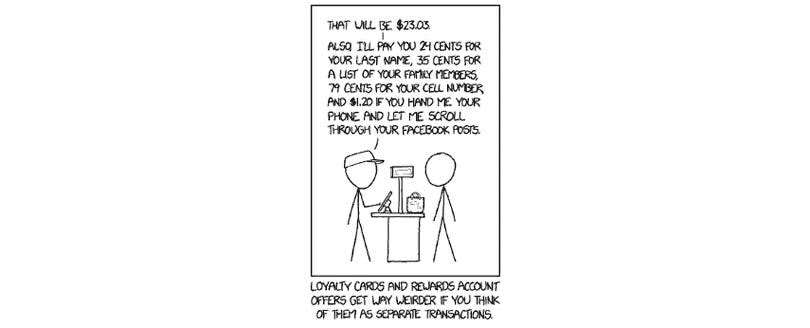 THAT WILL BE $23.03.
ALSO, I'LL PAY YOU 24 CENTS FOR
YOUR LAST NAME, 35 CENTS FOR
A LIST OF YOUR FAMILY MEMBERS,
79 CENTS FOR YOUR CELL NUMBER,
AND $1.20 IF YOU HAND ME YOUR
PHONE AND LET ME SCROLL
THROUGH YOUR FACEBOOK POSTS.
LOYALTY CARDS AND REWARDS ACCOUNT
OFFERS GET WAY WEIRDER IF YOU THINK
OF THEM AS SEPARATE TRANSACTIONS.